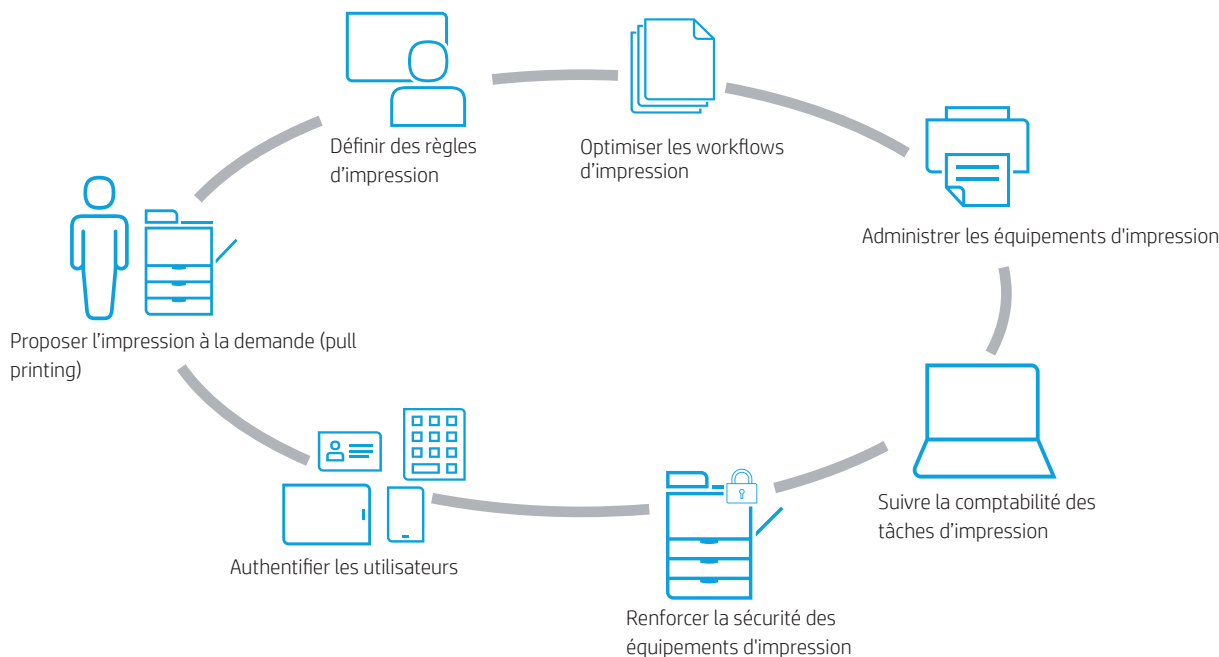 Définir des règles
d’impression
Optimiser les workflows
d’impression
Administrer les équipements d'impression
Proposer l’impression à la demande (pull
printing)
Suivre la comptabilité des
tâches d’impression
Authentifier les utilisateurs
Renforcer la sécurité des
équipements d'impression